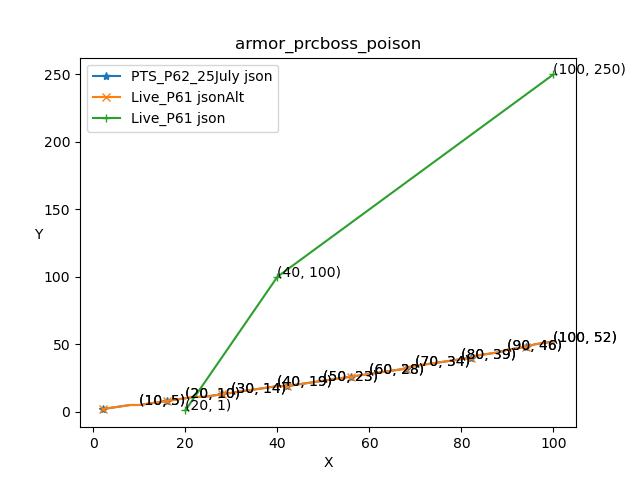 armor_prcboss_poison
PTS_P62_25July json
Live_P61 jsonAlt
Live_P61 json
Y
250
200
150
100
50
0
(100, 250)
(40, 100)
(20, 1)
(10, 5)
(20, 10)
(30, 14)
(40, 19)
(50, 23)
(60, 28)
(70, 34)
(80, 39)
(90, 46)
(100, 52)
0 20 40 60 80 100
X